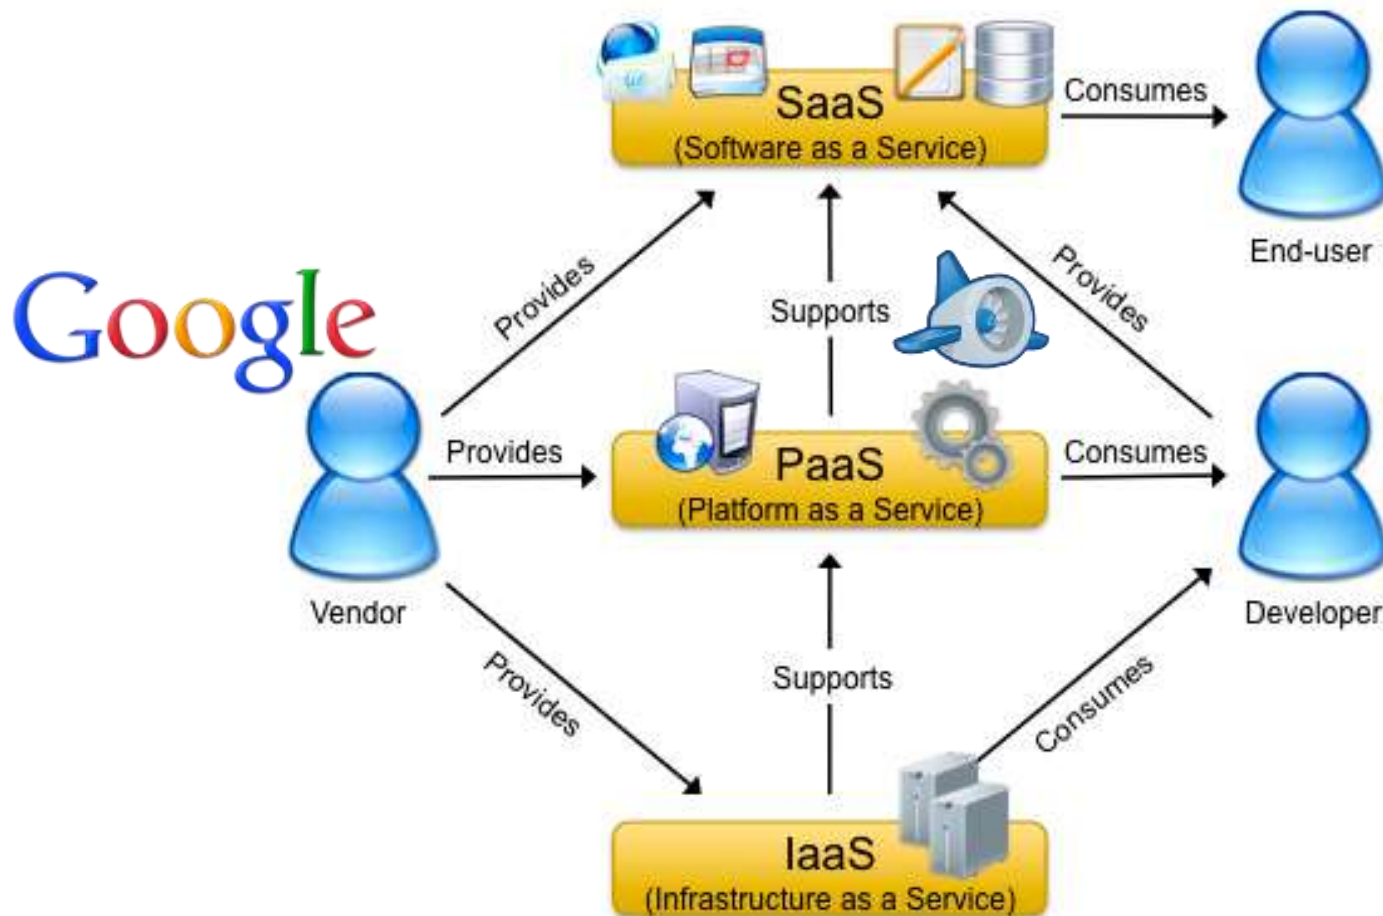 SaaS
(Software as a Service)
Consumes
End-user
Google
Provides
Supports
Provides
Provides
PaaS
(Platform as a Service)
Consumes
Vendor
Developer
Provides
Supports
Consumes
IaaS
(Infrastructure as a Service)